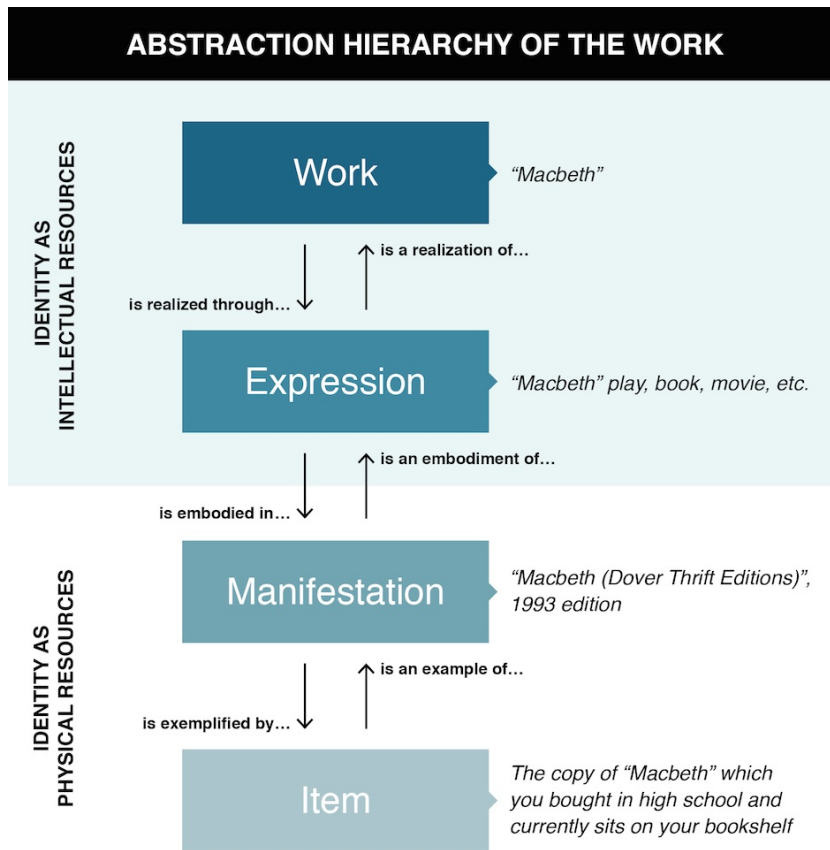 ABSTRACTION HIERARCHY OF THE WORK
IDENTITY AS
INTELLECTUAL RESOURCES
Work
“Macbeth”
is a realization of...
is realized through...
Expression
“Macbeth” play, book, movie, etc.
is an embodiment of...
is embodied in...
IDENTITY AS
PHYSICAL RESOURCES
Manifestation
“Macbeth (Dover Thrift Editions)”,
1993 edition
is an example of...
is exemplified by...
Item
The copy of “Macbeth” which
you bought in high school and
currently sits on your bookshelf